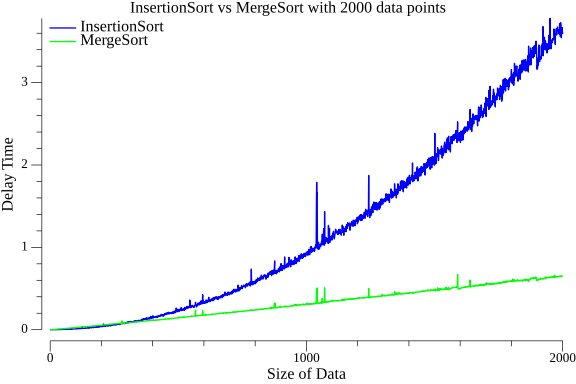 InsertionSort vs MergeSort with 2000 data points
InsertionSort
MergeSort
3
2
1
0
Delay Time
0
1000
2000
Size of Data